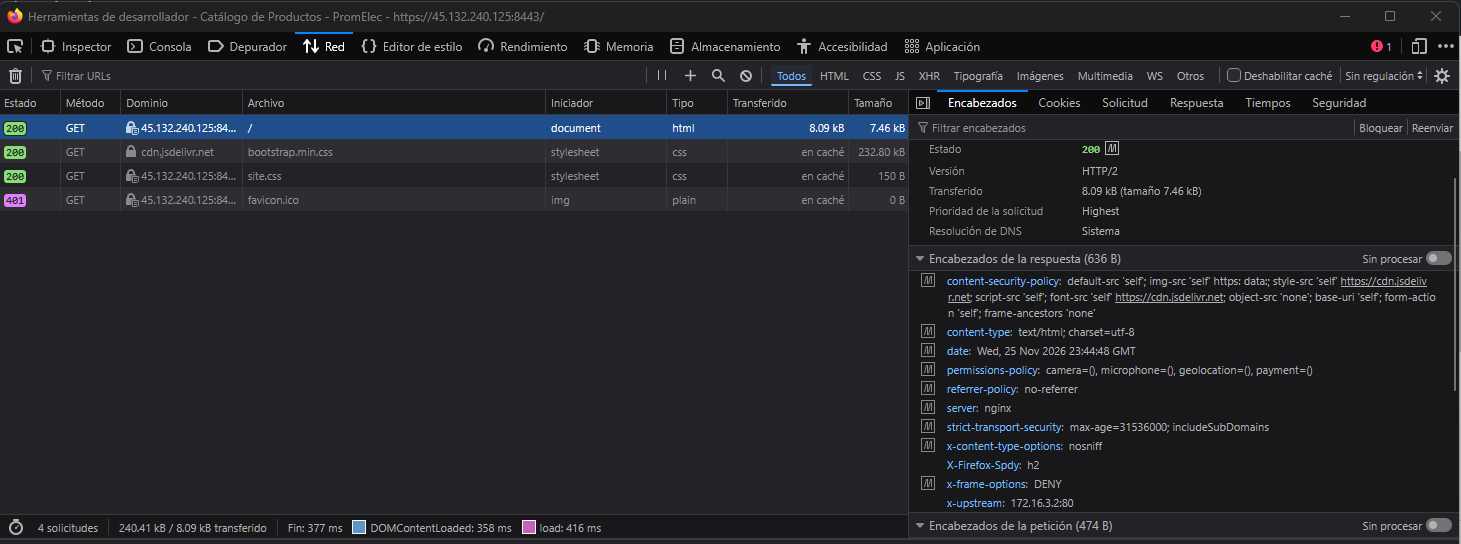 Herramientas de desarrollador - Catálogo de Productos - PromElec - https://45.132.240.125:8443/
Inspector Consola Depurador Red Editor de estilo Rendimiento Memoria Almacenamiento Accesibilidad Aplicación 1
Filtrar URLs Todos HTML CSS JS XHR Tipografía Imágenes Multimedia WS Otros Deshabilitar caché Sin regulación
Estado Método Dominio Archivo Iniciador Tipo Transferido Tamaño
200 GET 45.132.240.125:84... / document html 8.09 kB 7.46 kB
200 GET cdn.jsdelivr.net bootstrap.min.css stylesheet css en caché 232.80 kB
200 GET 45.132.240.125:84... site.css stylesheet css en caché 150 B
401 GET 45.132.240.125:84... favicon.ico img plain en caché 0 B
4 solicitudes 240.41 kB / 8.09 kB transferido Fin: 377 ms DOMContentLoaded: 358 ms load: 416 ms
Encabezados Cookies Solicitud Respuesta Tiempos Seguridad
Filtrar encabezados Bloquear Reenviar
Estado 200
Versión HTTP/2
Transferido 8.09 kB (tamaño 7.46 kB)
Prioridad de la solicitud Highest
Resolución de DNS Sistema
Encabezados de la respuesta (636 B) Sin procesar
content-security-policy: default-src 'self'; img-src 'self' https: data:; style-src 'self' https://cdn.jsdeliv
r.net; script-src 'self'; font-src 'self' https://cdn.jsdelivr.net; object-src 'none'; base-uri 'self'; form-actio
n 'self'; frame-ancestors 'none'
content-type: text/html; charset=utf-8
date: Wed, 25 Nov 2026 23:44:48 GMT
permissions-policy: camera=(), microphone=(), geolocation=(), payment=()
referrer-policy: no-referrer
server: nginx
strict-transport-security: max-age=31536000; includeSubDomains
x-content-type-options: nosniff
X-Firefox-Spdy: h2
x-frame-options: DENY
x-upstream: 172.16.3.2:80
Encabezados de la petición (474 B) Sin procesar